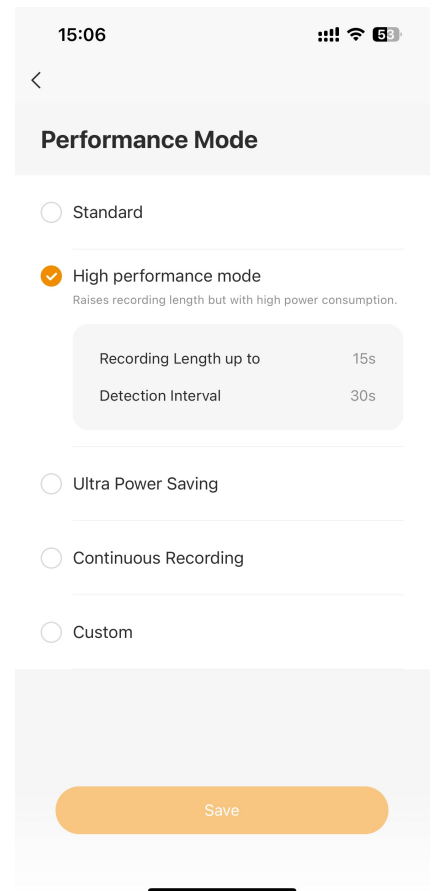 15:06
53
Performance Mode
Standard
High performance mode
Raises recording length but with high power consumption.
Recording Length up to 15s
Detection Interval 30s
Ultra Power Saving
Continuous Recording
Custom
Save